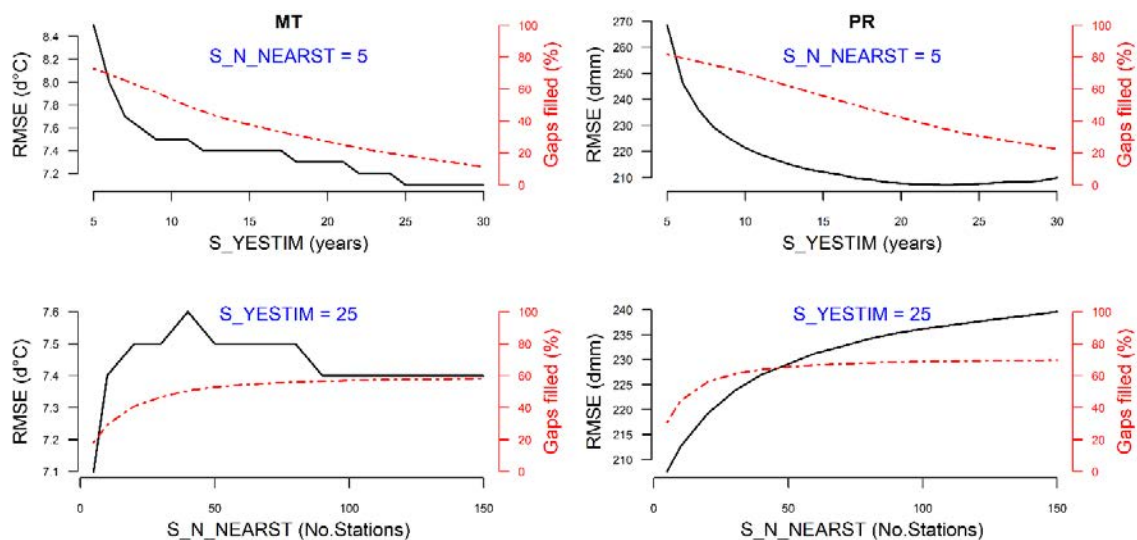 MT
S_N_NEARST = 5
RMSE (d°C)
8.4
8.2
8.0
7.8
7.6
7.4
7.2
Gaps filled (%)
100
80
60
40
20
0
5 10 15 20 25 30
S_YESTIM (years)
PR
S_N_NEARST = 5
RMSE (dmm)
270
260
250
240
230
220
210
Gaps filled (%)
100
80
60
40
20
0
5 10 15 20 25 30
S_YESTIM (years)
S_YESTIM = 25
RMSE (d°C)
7.6
7.5
7.4
7.3
7.2
7.1
Gaps filled (%)
100
80
60
40
20
0
0 50 100 150
S_N_NEARST (No.Stations)
S_YESTIM = 25
RMSE (dmm)
240
235
230
225
220
215
210
Gaps filled (%)
100
80
60
40
20
0
0 50 100 150
S_N_NEARST (No.Stations)